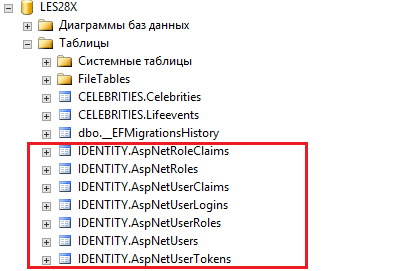 LES28X
Диаграммы баз данных
Таблицы
Системные таблицы
FileTables
CELEBRITIES.Celebrities
CELEBRITIES.Lifeevents
dbo.__EFMigrationsHistory
IDENTITY.AspNetRoleClaims
IDENTITY.AspNetRoles
IDENTITY.AspNetUserClaims
IDENTITY.AspNetUserLogins
IDENTITY.AspNetUserRoles
IDENTITY.AspNetUsers
IDENTITY.AspNetUserTokens